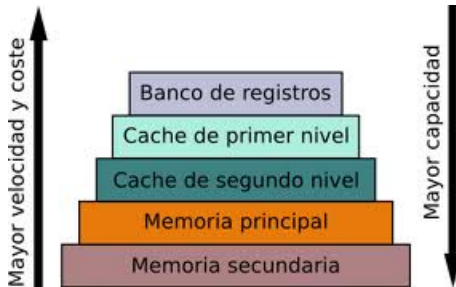 Mayor velocidad y coste
Banco de registros
Cache de primer nivel
Cache de segundo nivel
Memoria principal
Memoria secundaria
Mayor capacidad